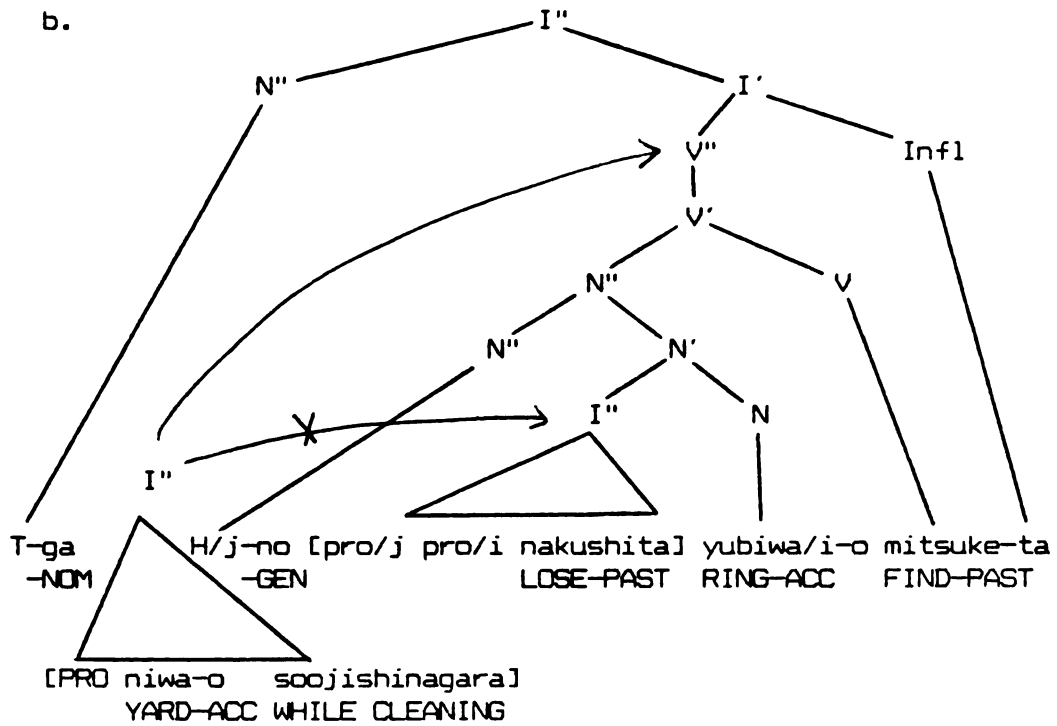 b.
I"
N" I'
V" Infl
V'
N" V
N" N'
I" N
I"
T-ga H/j-no [pro/j pro/i nakushita] yubiwa/i-o mitsuke-ta
-NOM -GEN LOSE-PAST RING-ACC FIND-PAST
[PRO niwa-o soojishinagara]
YARD-ACC WHILE CLEANING